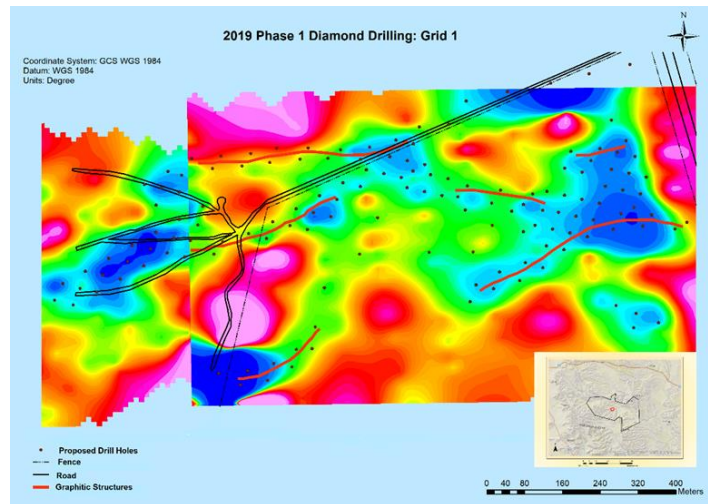 2019 Phase 1 Diamond Drilling: Grid 1
N
Coordinate System: GCS WGS 1984
Datum: WGS 1984
Units: Degree
Proposed Drill Holes
Fence
Road
Graphitic Structures
0 40 80 160 240 320 400
Meters